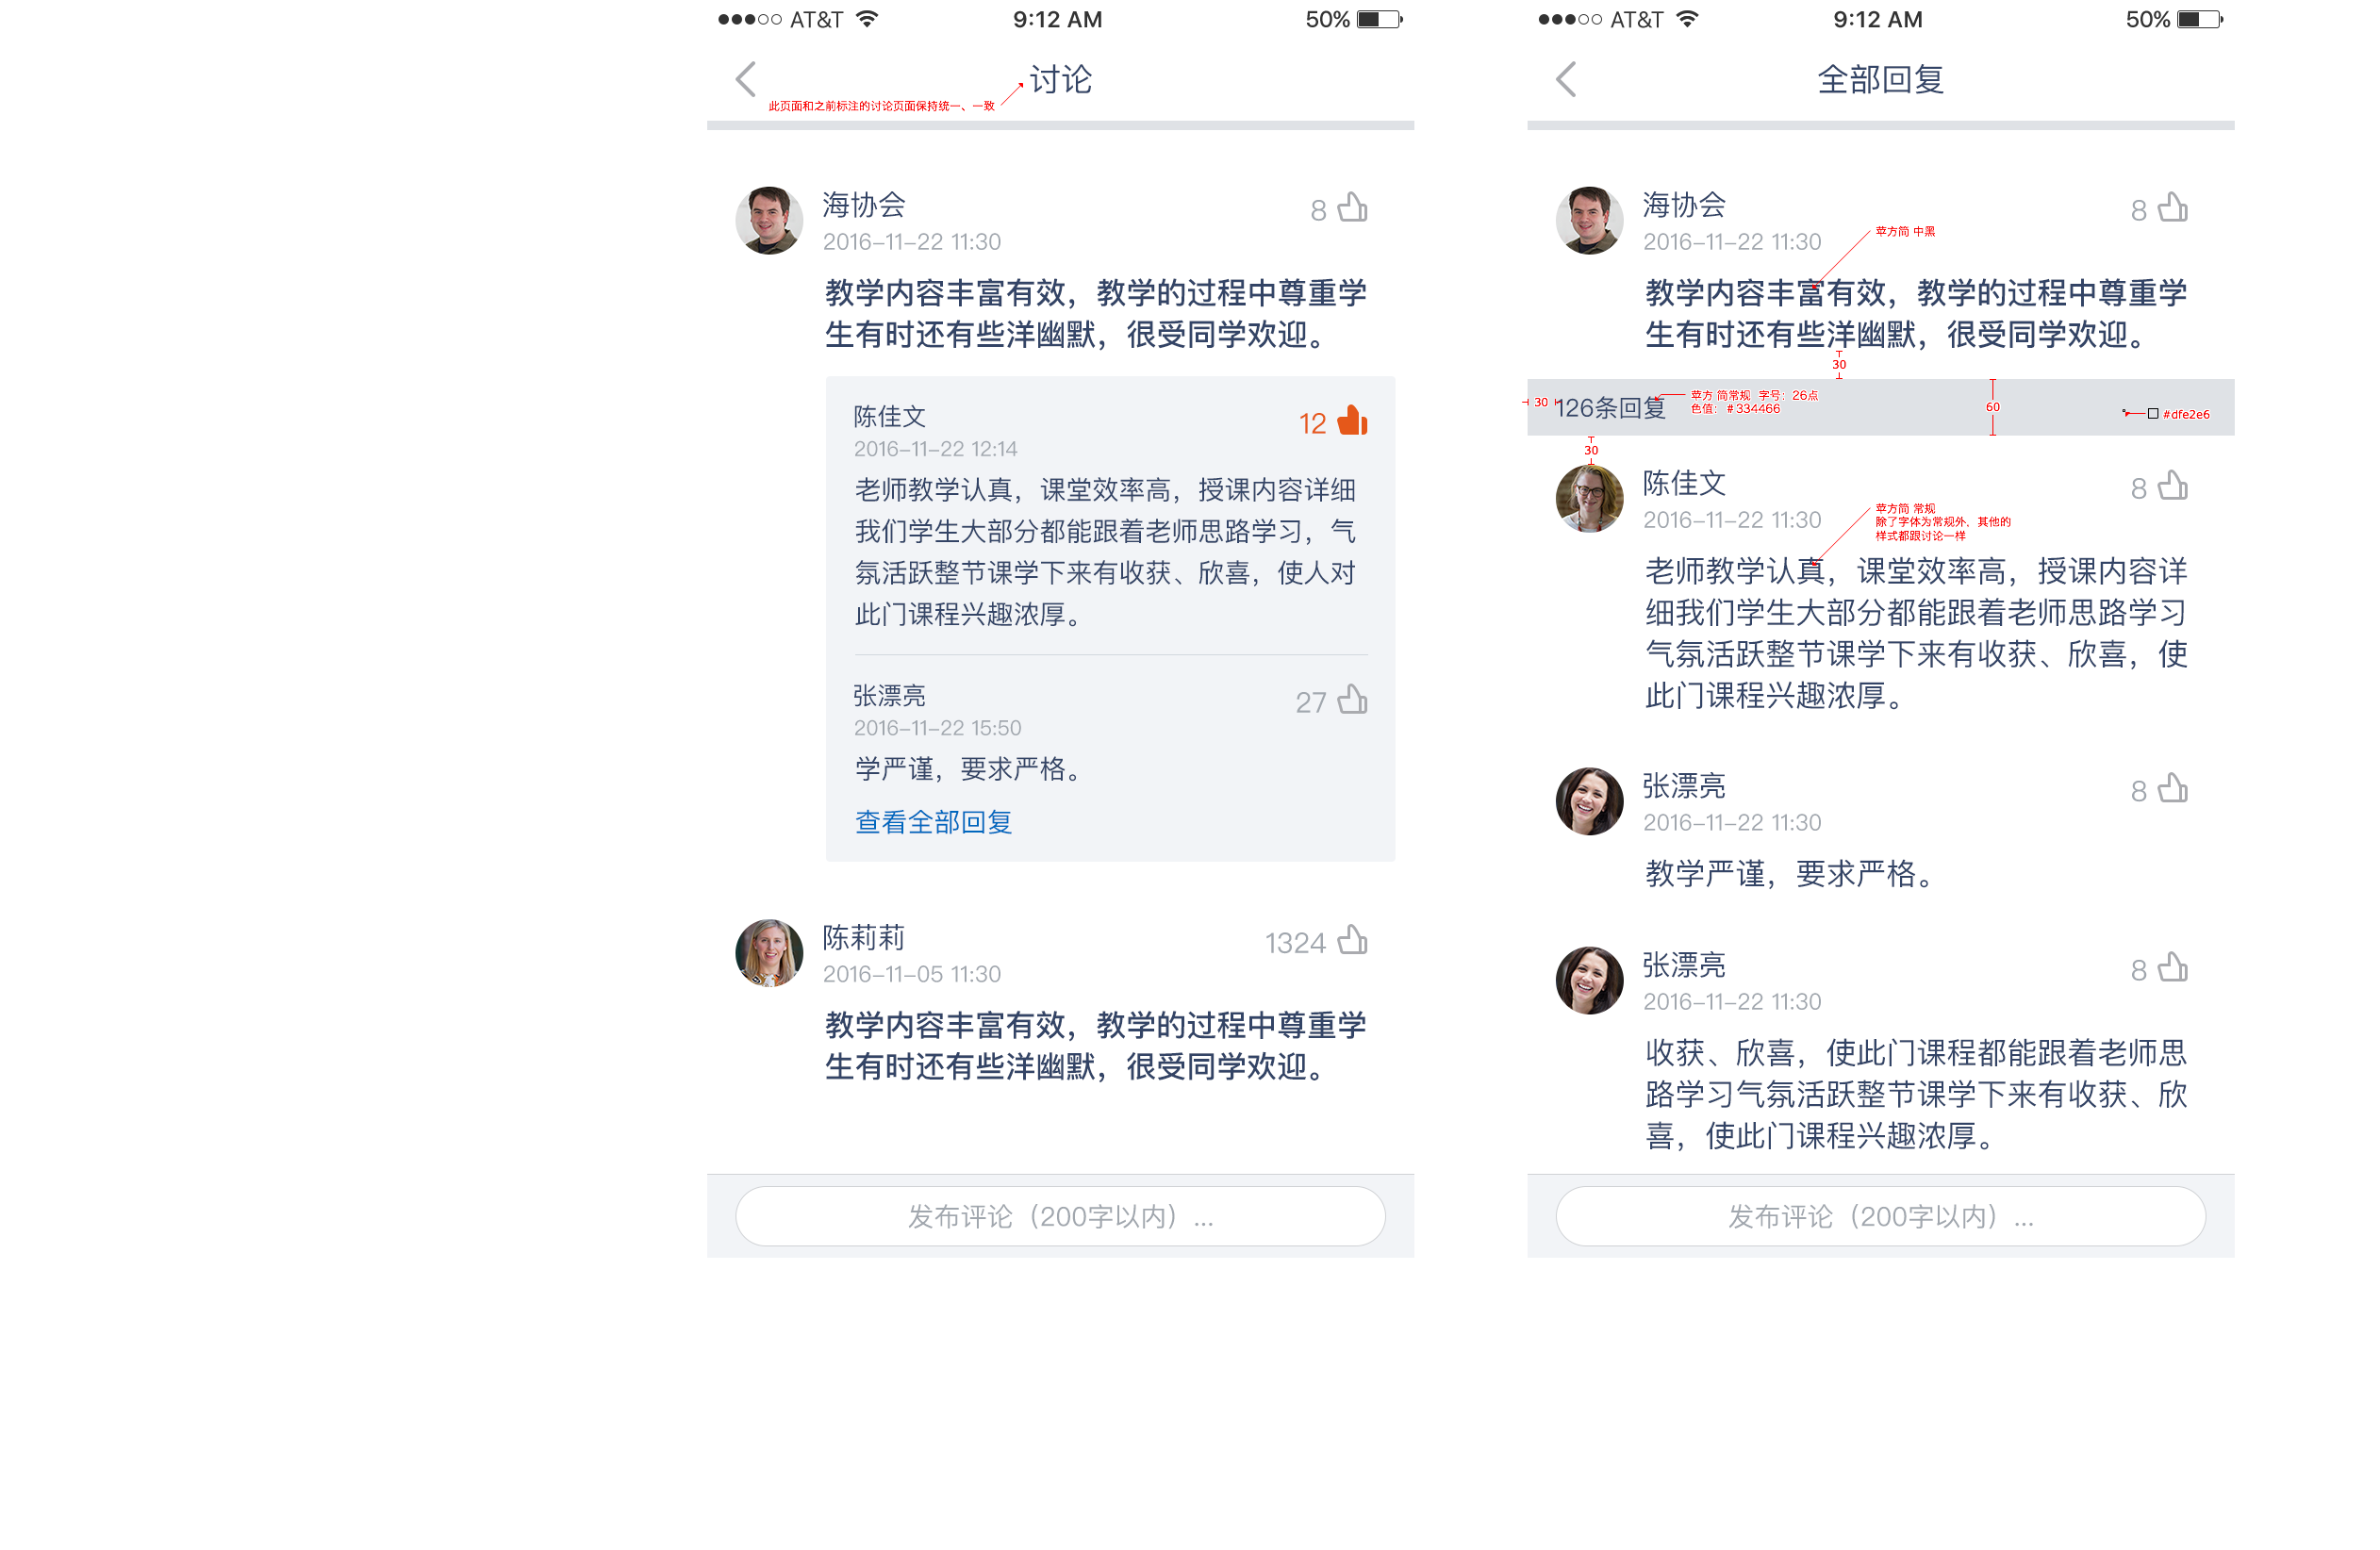 AT&T 9:12 AM 50%
讨论
此页面和之前标注的讨论页面保持统一、一致
海协会
8
2016-11-22 11:30
教学内容丰富有效，教学的过程中尊重学
生有时还有些洋幽默，很受同学欢迎。
陈佳文
12
2016-11-22 12:14
老师教学认真，课堂效率高，授课内容详细
我们学生大部分都能跟着老师思路学习，气
氛活跃整节课学下来有收获、欣喜，使人对
此门课程兴趣浓厚。
张漂亮
27
2016-11-22 15:50
学严谨，要求严格。
查看全部回复
陈莉莉
1324
2016-11-05 11:30
教学内容丰富有效，教学的过程中尊重学
生有时还有些洋幽默，很受同学欢迎。
发布评论（200字以内）...
AT&T 9:12 AM 50%
全部回复
海协会
8
2016-11-22 11:30
苹方简 中黑
教学内容丰富有效，教学的过程中尊重学
生有时还有些洋幽默，很受同学欢迎。
30
30
126条回复
苹方 简常规 字号：26点
色值：#334466
60
#dfe2e6
30
陈佳文
8
2016-11-22 11:30
苹方简 常规
除了字体为常规外，其他的
样式都跟讨论一样
老师教学认真，课堂效率高，授课内容详
细我们学生大部分都能跟着老师思路学习
气氛活跃整节课学下来有收获、欣喜，使
此门课程兴趣浓厚。
张漂亮
8
2016-11-22 11:30
教学严谨，要求严格。
张漂亮
8
2016-11-22 11:30
收获、欣喜，使此门课程都能跟着老师思
路学习气氛活跃整节课学下来有收获、欣
喜，使此门课程兴趣浓厚。
发布评论（200字以内）...